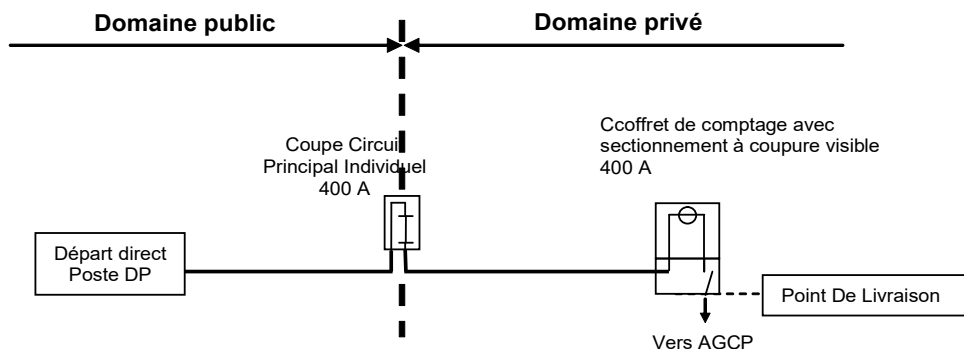 Domaine public
Domaine privé
Coupe Circui
Principal Individuel
400 A
Ccoffret de comptage avec
sectionnement à coupure visible
400 A
Départ direct
Poste DP
Point De Livraison
Vers AGCP